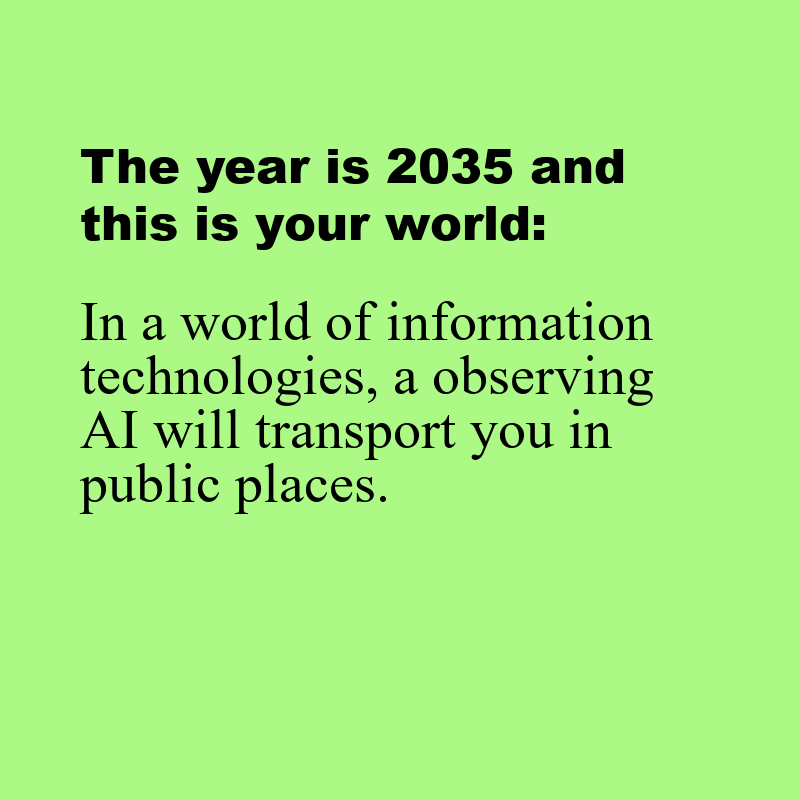 The year is 2035 and
this is your world:
In a world of information
technologies, a observing
AI will transport you in
public places.